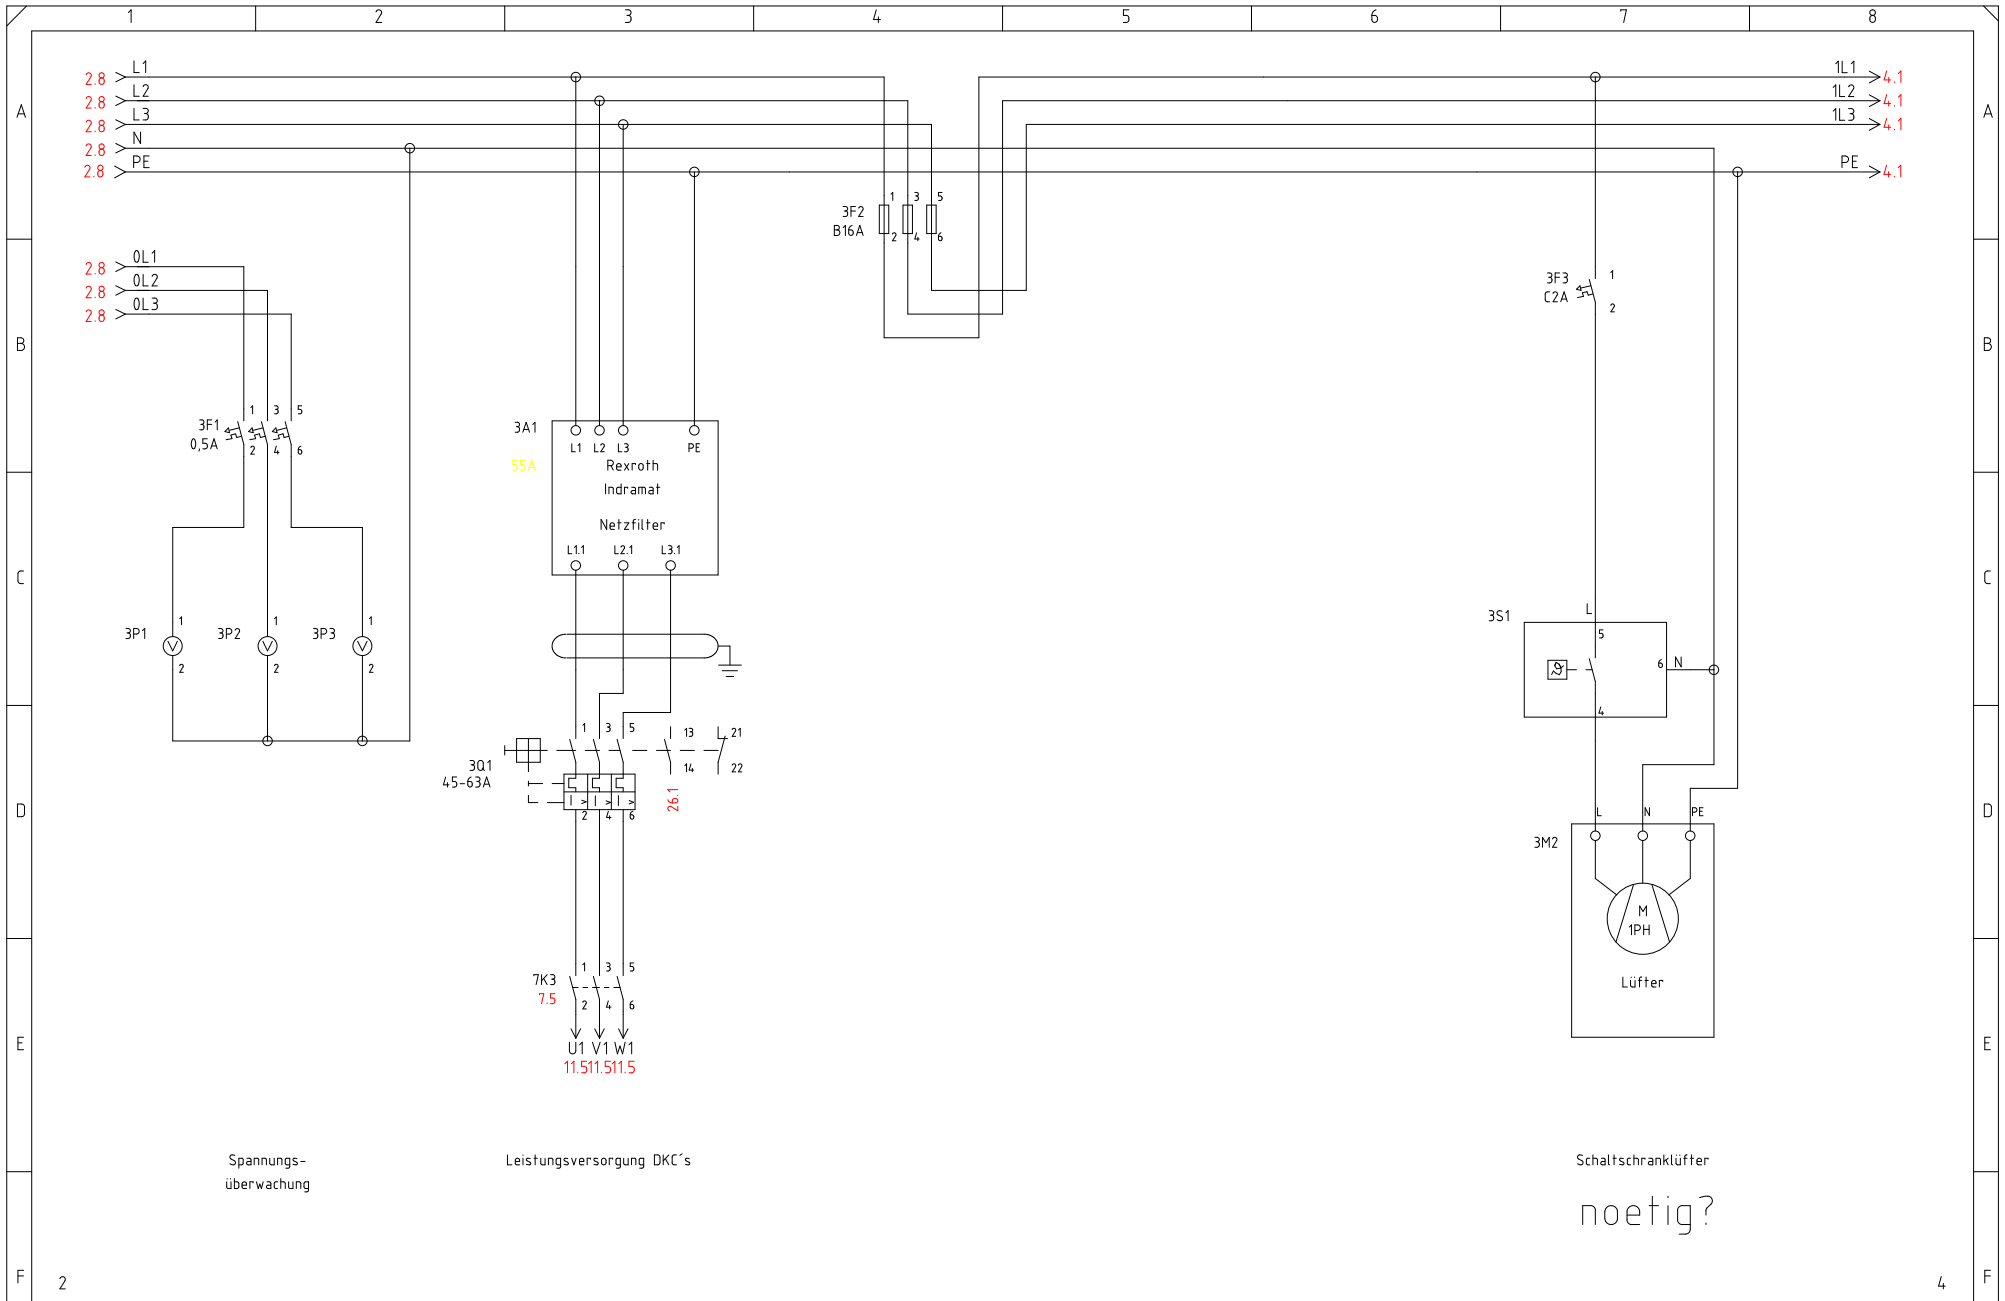 1 2 3 4 5 6 7 8
A A
2.8 L1 1L1 4.1
2.8 L2 1L2 4.1
2.8 L3 1L3 4.1
2.8 N
2.8 PE PE 4.1
1 3 5
3F2
B16A 2 4 6
2.8 0L1
2.8 0L2
2.8 0L3
3F3 1
C2A
2
B B
1 3 5
3F1
0,5A 2 4 6
3A1
L1 L2 L3 PE
55A
Rexroth
Indramat
Netzfilter
L1.1 L2.1 L3.1
C C
3P1 1 2
3P2 1 2
3P3 1 2
3S1
L
5
6 N
4
1 3 5 13 21
14 22
3Q1
45-63A
I > I > I >
2 4 6
26.1
D D
L N PE
3M2
M
1PH
Lüfter
1 3 5
7K3
7.5 2 4 6
E E
U1 V1 W1
11.5 11.5 11.5
Spannungs-
überwachung
Leistungsversorgung DKC´s
Schaltschranklüfter
noetig?
F F
2 4